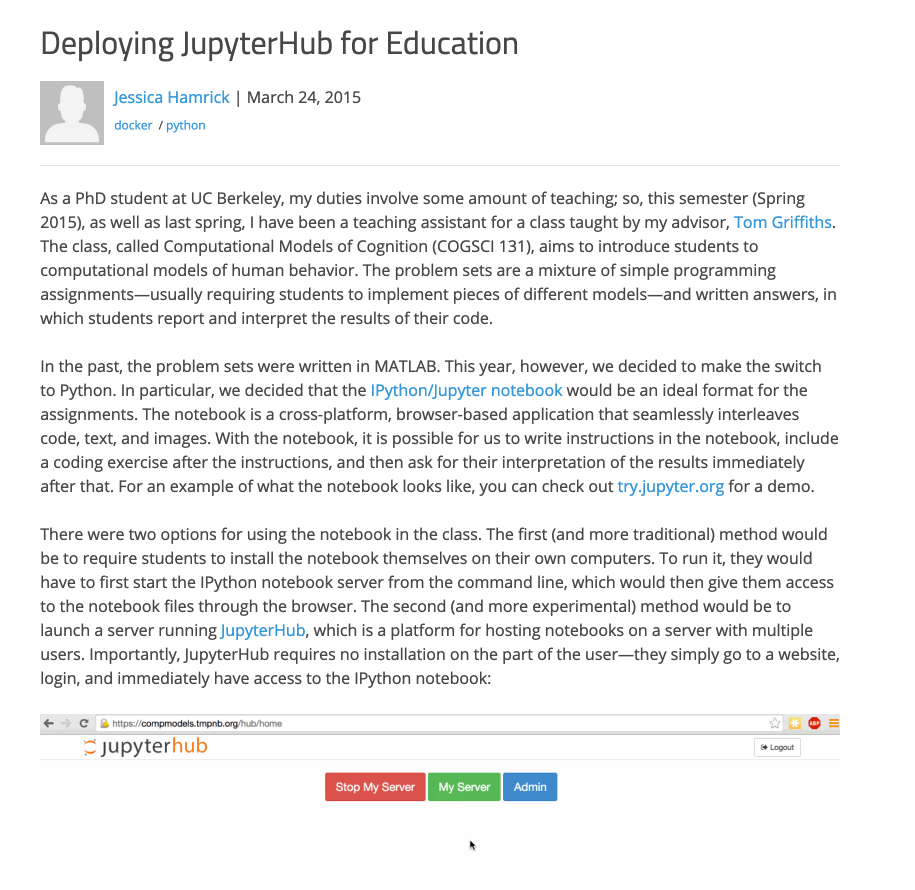 Deploying JupyterHub for Education
Jessica Hamrick | March 24, 2015
docker / python
As a PhD student at UC Berkeley, my duties involve some amount of teaching; so, this semester (Spring
2015), as well as last spring, I have been a teaching assistant for a class taught by my advisor, Tom Griffiths.
The class, called Computational Models of Cognition (COGSCI 131), aims to introduce students to
computational models of human behavior. The problem sets are a mixture of simple programming
assignments—usually requiring students to implement pieces of different models—and written answers, in
which students report and interpret the results of their code.
In the past, the problem sets were written in MATLAB. This year, however, we decided to make the switch
to Python. In particular, we decided that the IPython/Jupyter notebook would be an ideal format for the
assignments. The notebook is a cross-platform, browser-based application that seamlessly interleaves
code, text, and images. With the notebook, it is possible for us to write instructions in the notebook, include
a coding exercise after the instructions, and then ask for their interpretation of the results immediately
after that. For an example of what the notebook looks like, you can check out try.jupyter.org for a demo.
There were two options for using the notebook in the class. The first (and more traditional) method would
be to require students to install the notebook themselves on their own computers. To run it, they would
have to first start the IPython notebook server from the command line, which would then give them access
to the notebook files through the browser. The second (and more experimental) method would be to
launch a server running JupyterHub, which is a platform for hosting notebooks on a server with multiple
users. Importantly, JupyterHub requires no installation on the part of the user—they simply go to a website,
login, and immediately have access to the IPython notebook:
https://compmodels.tmpnb.org/hub/home ABP
jupyterhub Logout
Stop My Server My Server Admin